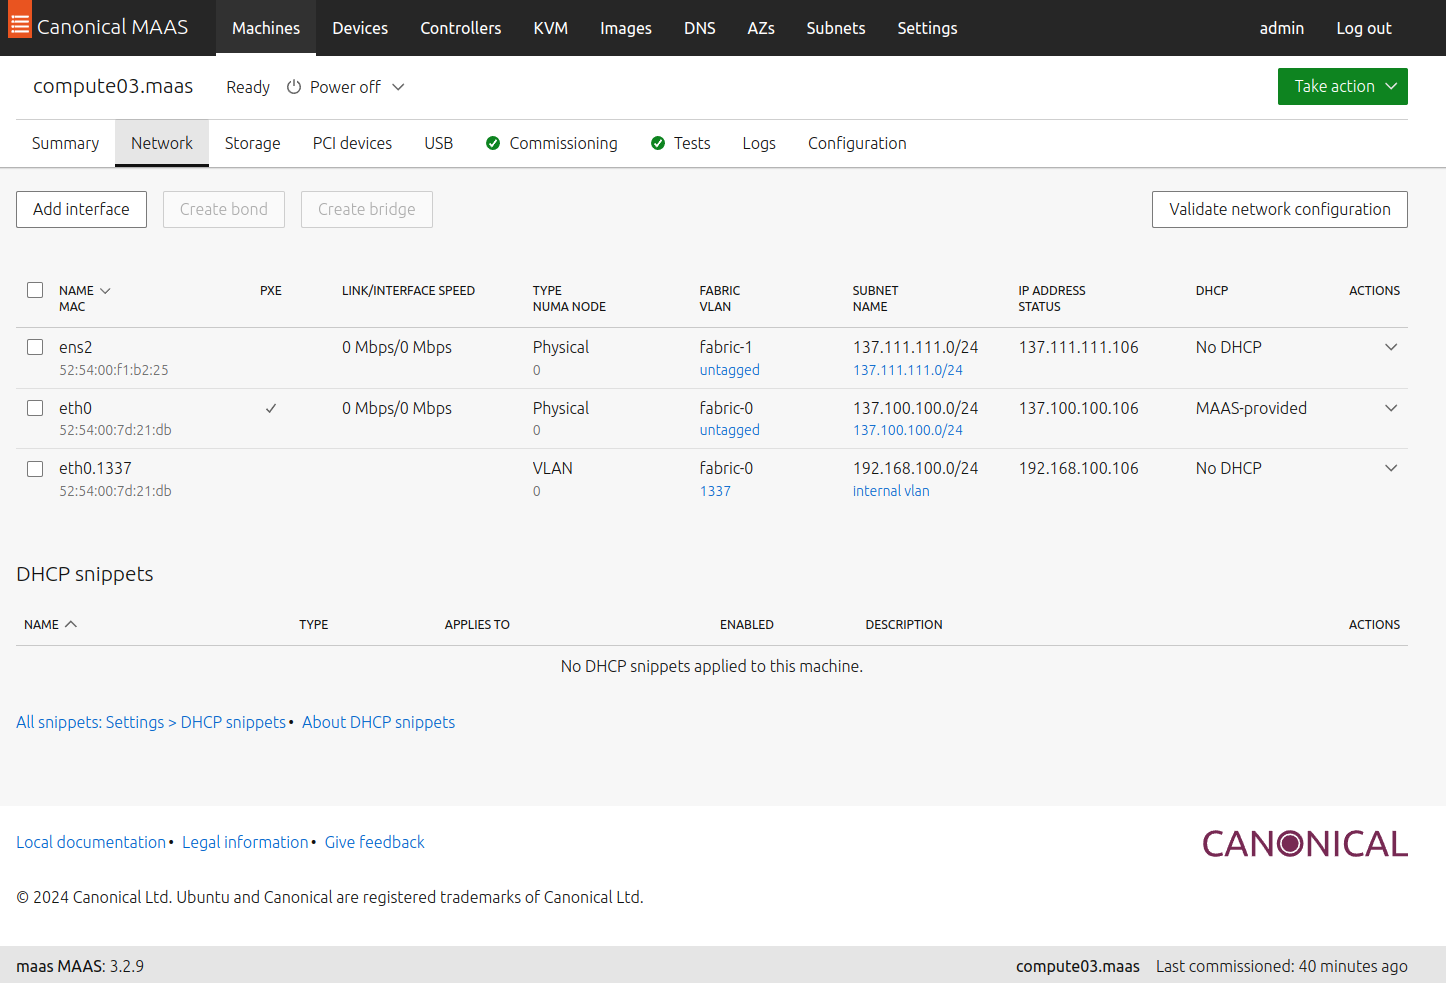 Canonical MAAS Machines Devices Controllers KVM Images DNS AZs Subnets Settings admin Log out
compute03.maas Ready Power off Take action
Summary Network Storage PCI devices USB Commissioning Tests Logs Configuration
Add interface Create bond Create bridge Validate network configuration
NAME PXE LINK/INTERFACE SPEED TYPE FABRIC SUBNET IP ADDRESS DHCP ACTIONS
MAC NUMA NODE VLAN NAME STATUS
ens2 0 Mbps/0 Mbps Physical fabric-1 137.111.111.0/24 137.111.111.106 No DHCP
52:54:00:f1:b2:25 0 untagged 137.111.111.0/24
eth0 0 Mbps/0 Mbps Physical fabric-0 137.100.100.0/24 137.100.100.106 MAAS-provided
52:54:00:7d:21:db 0 untagged 137.100.100.0/24
eth0.1337 VLAN fabric-0 192.168.100.0/24 192.168.100.106 No DHCP
52:54:00:7d:21:db 0 1337 internal vlan
DHCP snippets
NAME TYPE APPLIES TO ENABLED DESCRIPTION ACTIONS
No DHCP snippets applied to this machine.
All snippets: Settings > DHCP snippets • About DHCP snippets
Local documentation • Legal information • Give feedback CANONICAL
© 2024 Canonical Ltd. Ubuntu and Canonical are registered trademarks of Canonical Ltd.
maas MAAS: 3.2.9 compute03.maas Last commissioned: 40 minutes ago